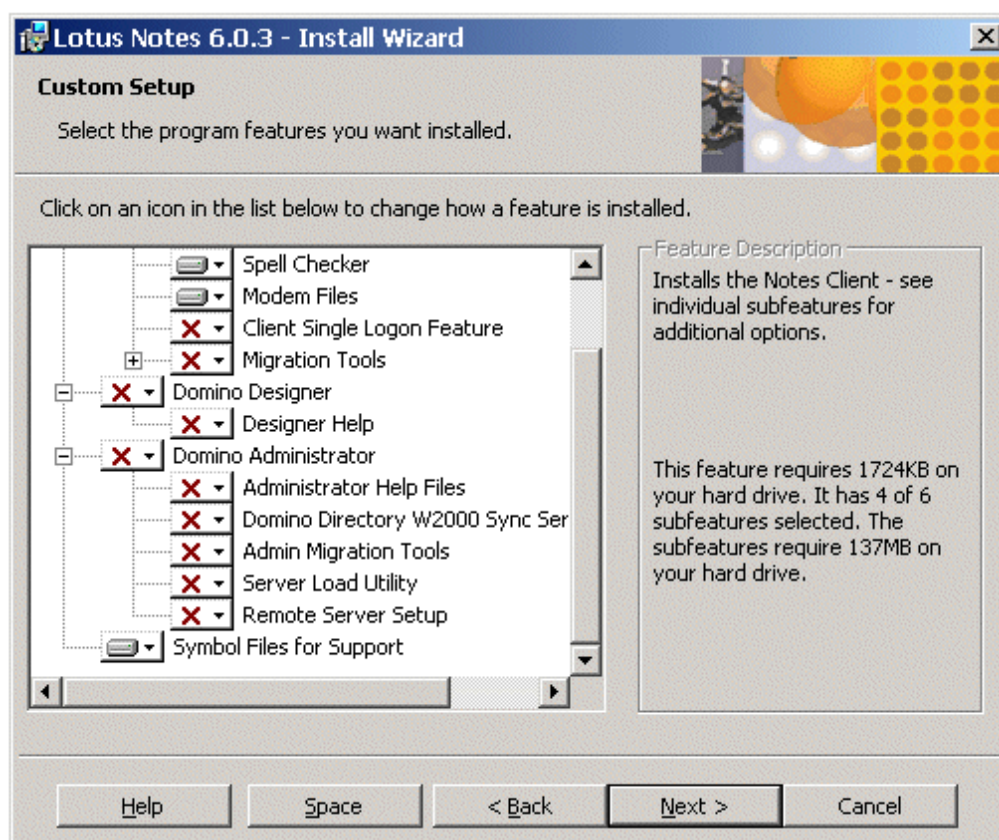 Lotus Notes 6.0.3 - Install Wizard
Custom Setup
Select the program features you want installed.
Click on an icon in the list below to change how a feature is installed.
Spell Checker
Modem Files
Client Single Logon Feature
Migration Tools
Domino Designer
Designer Help
Domino Administrator
Administrator Help Files
Domino Directory W2000 Sync Ser
Admin Migration Tools
Server Load Utility
Remote Server Setup
Symbol Files for Support
Feature Description
Installs the Notes Client - see
individual subfeatures for
additional options.
This feature requires 1724KB on
your hard drive. It has 4 of 6
subfeatures selected. The
subfeatures require 137MB on
your hard drive.
Help
Space
< Back
Next >
Cancel